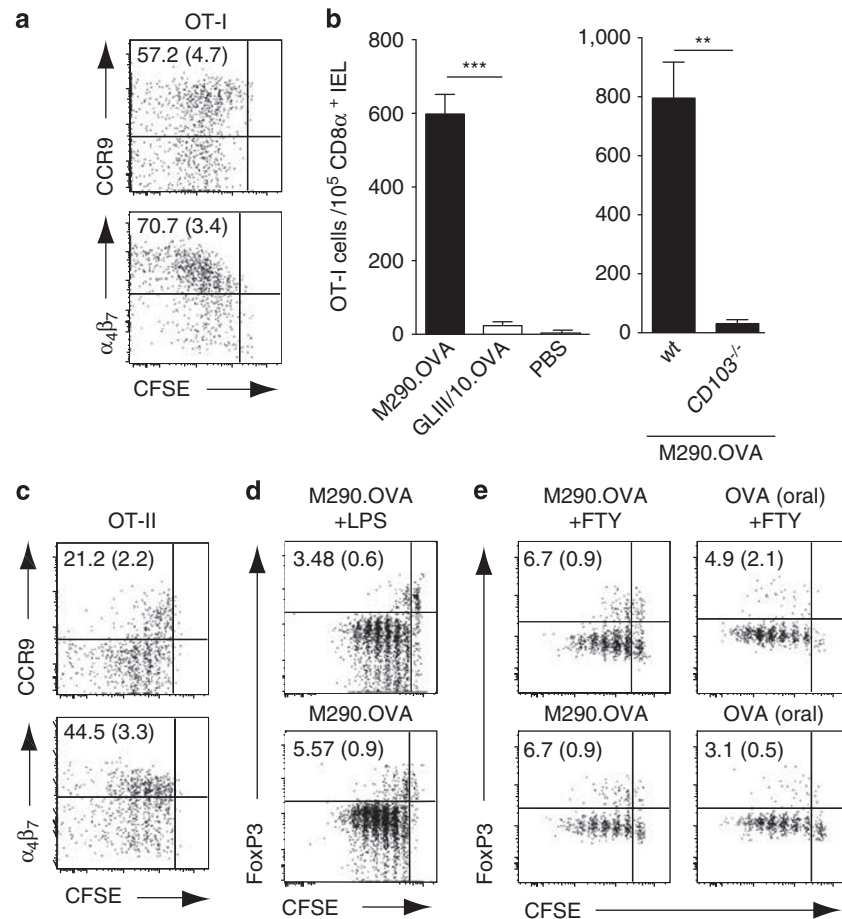 a
OT-I
57.2 (4.7)
CCR9
70.7 (3.4)
α4β7
CFSE
b
OT-I cells /10⁵ CD8α⁺ IEL
800
600
400
200
0
***
M290.OVA
GLIII/10.OVA
PBS
1,000
800
600
400
200
0
**
wt
CD103⁻/⁻
M290.OVA
c
OT-II
21.2 (2.2)
CCR9
44.5 (3.3)
α4β7
CFSE
d
M290.OVA
+LPS
3.48 (0.6)
M290.OVA
5.57 (0.9)
FoxP3
CFSE
e
M290.OVA
+FTY
6.7 (0.9)
OVA (oral)
+FTY
4.9 (2.1)
M290.OVA
6.7 (0.9)
OVA (oral)
3.1 (0.5)
FoxP3
CFSE